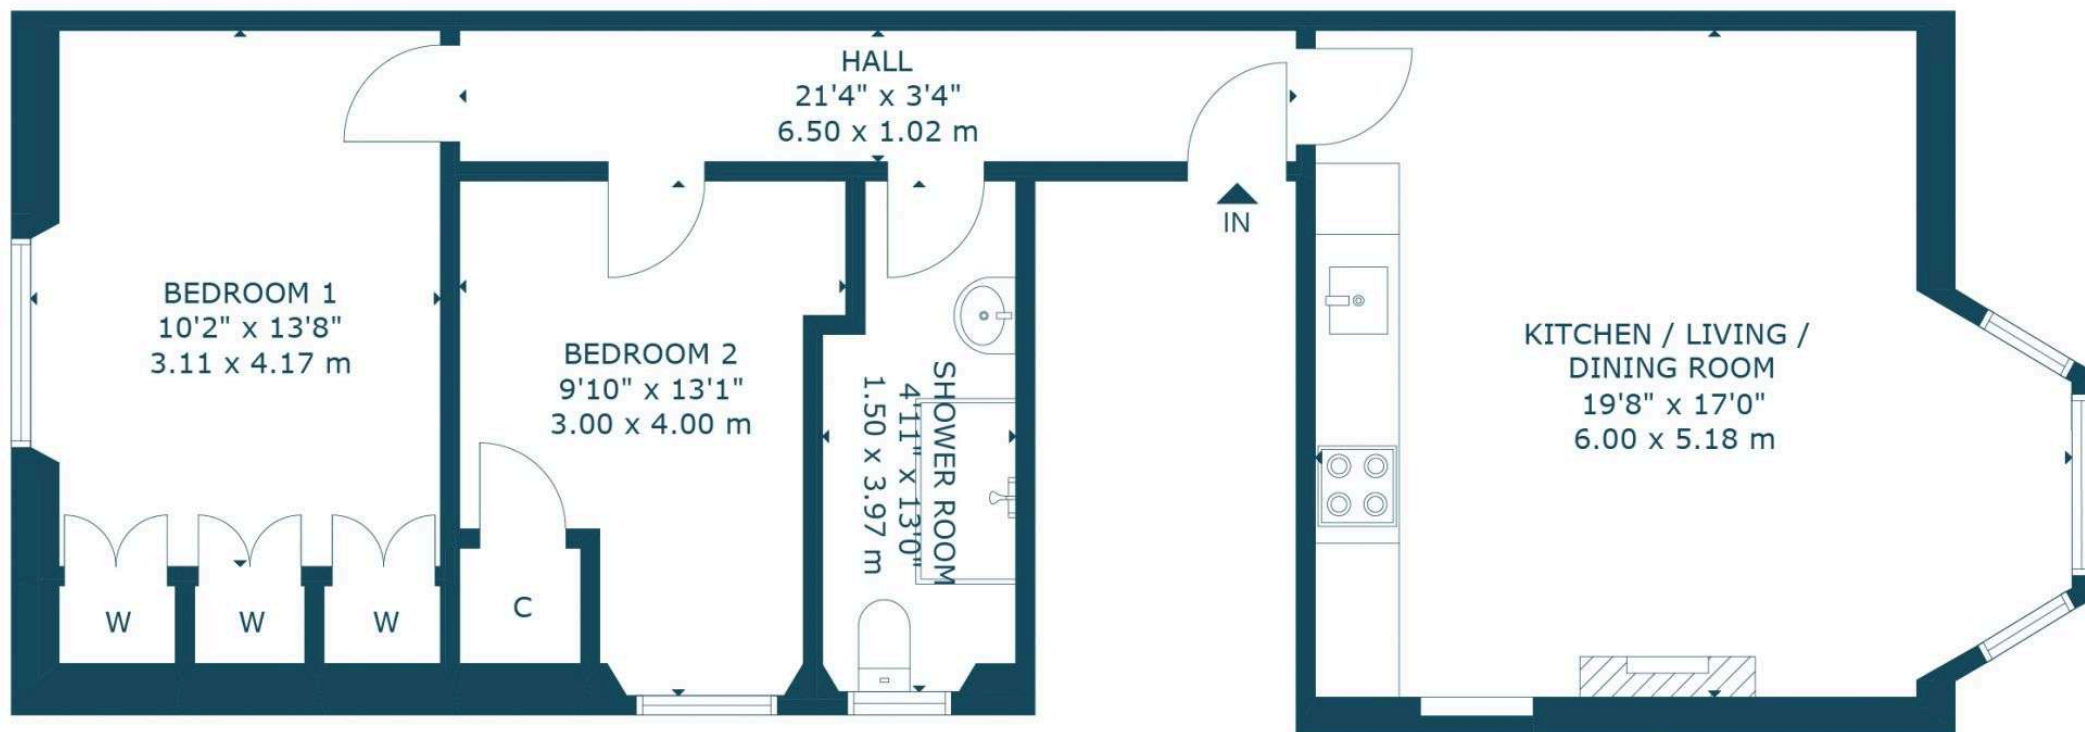 HALL
21'4" x 3'4"
6.50 x 1.02 m
IN
BEDROOM 1
10'2" x 13'8"
3.11 x 4.17 m
BEDROOM 2
9'10" x 13'1"
3.00 x 4.00 m
SHOWER ROOM
4'11" x 13'0"
1.50 x 3.97 m
KITCHEN / LIVING /
DINING ROOM
19'8" x 17'0"
6.00 x 5.18 m
W
W
W
C